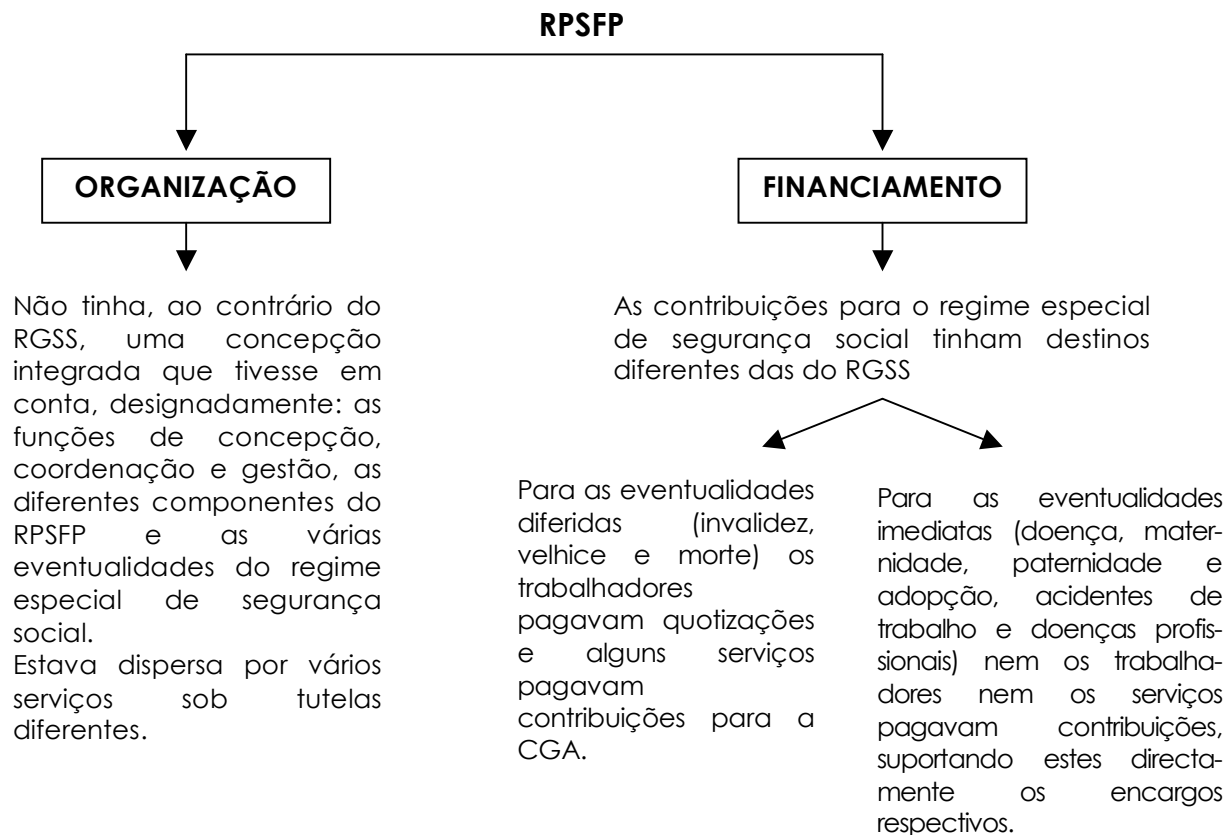 RPSFP
ORGANIZAÇÃO
Não tinha, ao contrário do
RGSS, uma concepção
integrada que tivesse em
conta, designadamente: as
funções de concepção,
coordenação e gestão, as
diferentes componentes do
RPSFP e as várias
eventualidades do regime
especial de segurança
social.
Estava dispersa por vários
serviços sob tutelas
diferentes.
FINANCIAMENTO
As contribuições para o regime especial
de segurança social tinham destinos
diferentes das do RGSS
Para as eventualidades
diferidas (invalidez,
velhice e morte) os
trabalhadores
pagavam quotizações
e alguns serviços
pagavam
contribuições para a
CGA.
Para as eventualidades
imediatas (doença, mater-
nidade, paternidade e
adopção, acidentes de
trabalho e doenças profis-
sionais) nem os trabalha-
dores nem os serviços
pagavam contribuições,
suportando estes directa-
mente os encargos
respectivos.